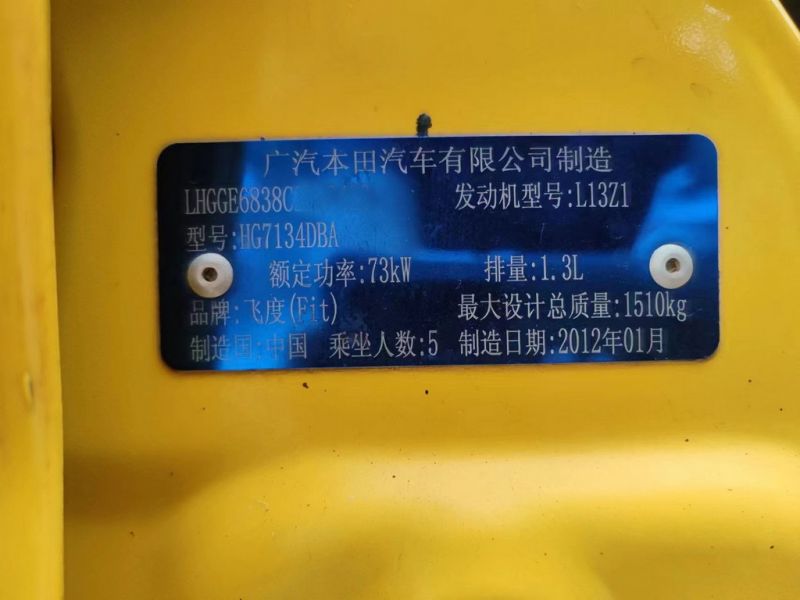 广汽本田汽车有限公司制造
LHGGE6838C 发动机型号:L13Z1
型号:HG7134DBA
额定功率:73kW 排量:1.3L
品牌:飞度(Fit) 最大设计总质量:1510kg
制造国:中国 乘坐人数:5 制造日期:2012年01月